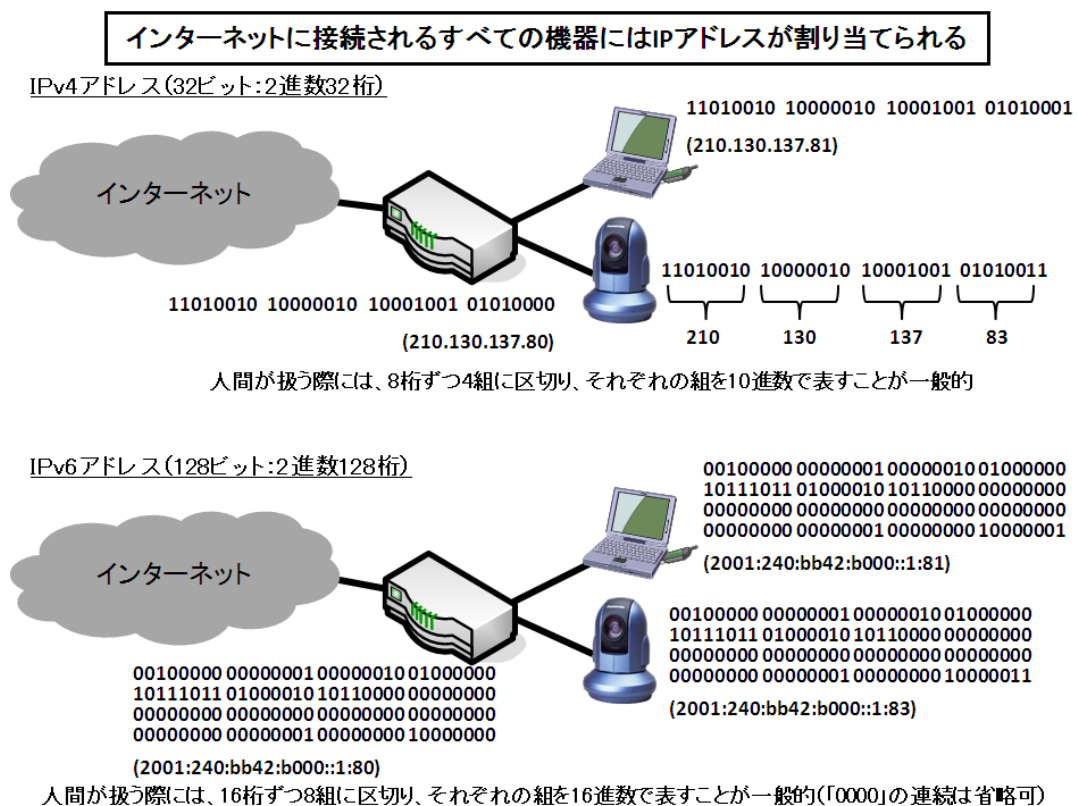 インターネットに接続されるすべての機器にはIPアドレスが割り当てられる
IPv4アドレス(32ビット:2進数32桁)
11010010 10000010 10001001 01010001
(210.130.137.81)
インターネット
11010010 10000010 10001001 01010011
210 130 137 83
11010010 10000010 10001001 01010000
(210.130.137.80)
人間が扱う際には、8桁ずつ4組に区切り、それぞれの組を10進数で表すことが一般的
IPv6アドレス(128ビット:2進数128桁)
00100000 00000001 00000010 01000000
10111011 01000010 10110000 00000000
00000000 00000000 00000000 00000000
00000000 00000001 00000000 10000001
(2001:240:bb42:b000::1:81)
インターネット
00100000 00000001 00000010 01000000
10111011 01000010 10110000 00000000
00000000 00000000 00000000 00000000
00000000 00000001 00000000 10000011
(2001:240:bb42:b000::1:83)
00100000 00000001 00000010 01000000
10111011 01000010 10110000 00000000
00000000 00000000 00000000 00000000
00000000 00000001 00000000 10000000
(2001:240:bb42:b000::1:80)
人間が扱う際には、16桁ずつ8組に区切り、それぞれの組を16進数で表すことが一般的(「0000」の連続は省略可)